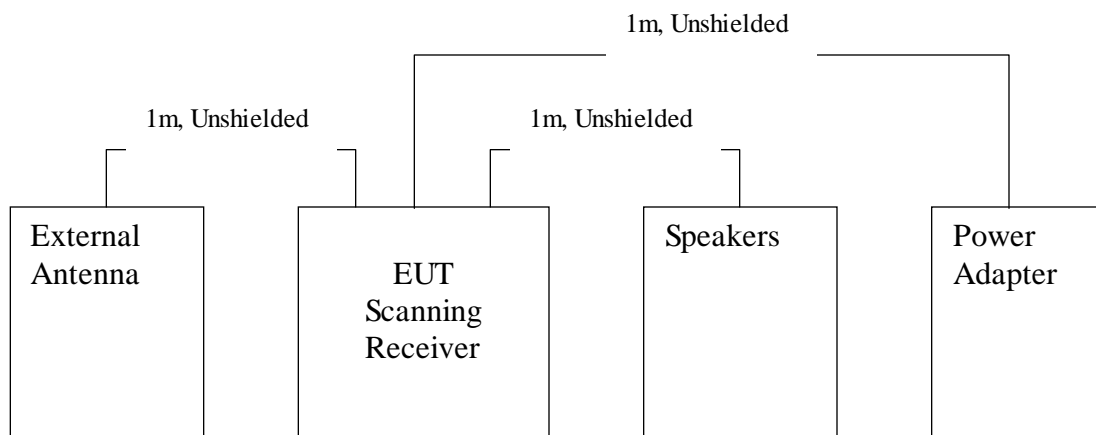 1m, Unshielded
1m, Unshielded
1m, Unshielded
External
Antenna
EUT
Scanning
Receiver
Speakers
Power
Adapter